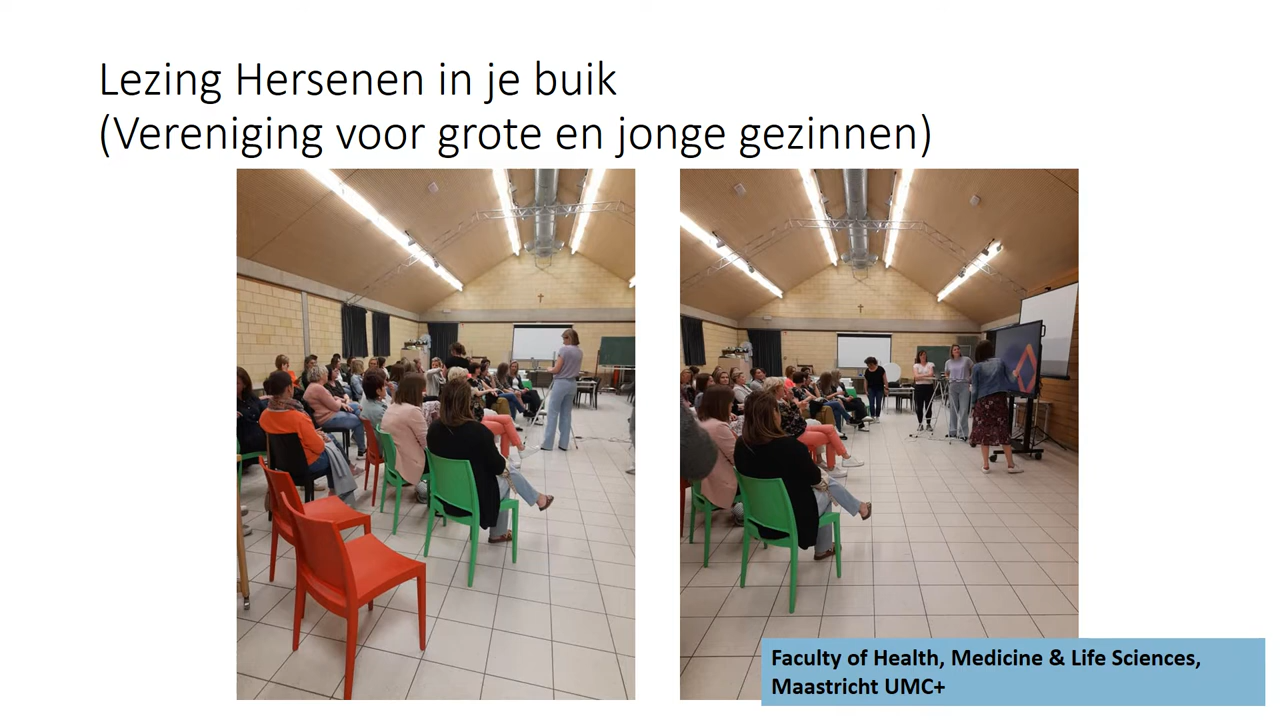 Lezing Hersenen in je buik
(Vereniging voor grote en jonge gezinnen)
Faculty of Health, Medicine & Life Sciences,
Maastricht UMC+